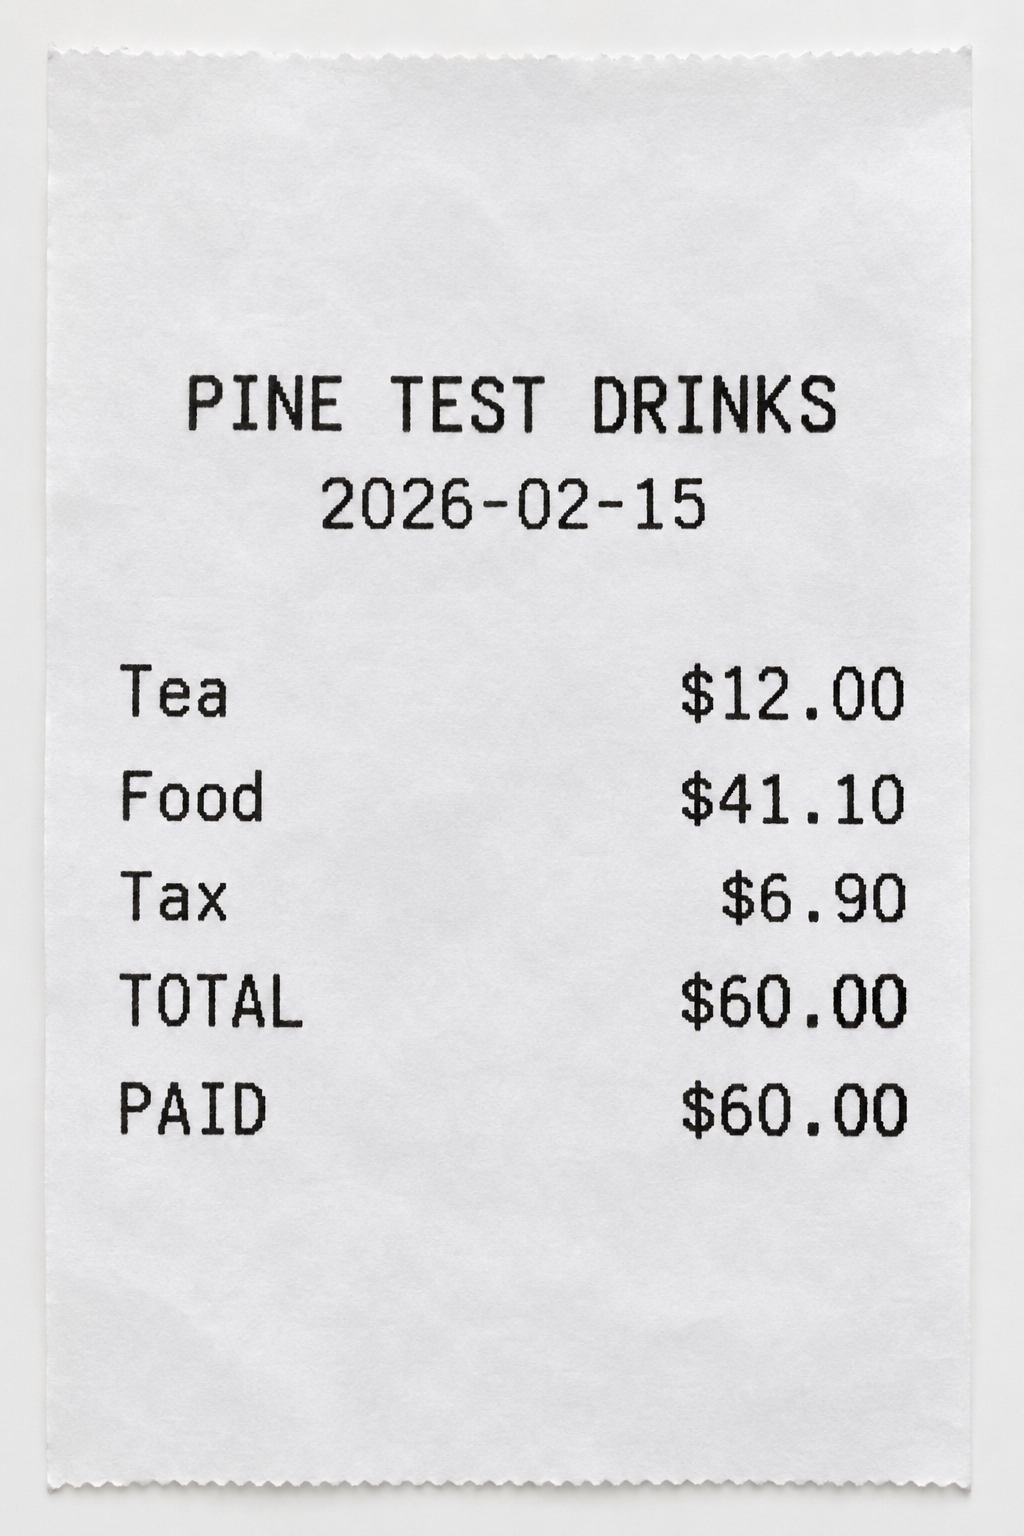 PINE TEST DRINKS
2026-02-15
Tea $12.00
Food $41.10
Tax $6.90
TOTAL $60.00
PAID $60.00